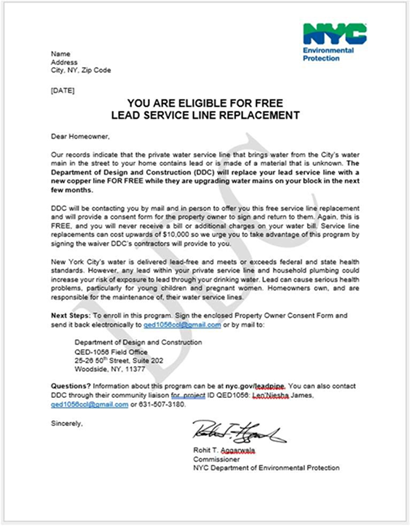 NYC
Environmental
Protection
Name
Address
City, NY, Zip Code
[DATE]
YOU ARE ELIGIBLE FOR FREE
LEAD SERVICE LINE REPLACEMENT
Dear Homeowner,
Our records indicate that the private water service line that brings water from the City's water
main in the street to your home contains lead or is made of a material that is unknown. The
Department of Design and Construction (DDC) will replace your lead service line with a
new copper line FOR FREE while they are upgrading water mains on your block in the next
few months.
DDC will be contacting you by mail and in person to offer you this free service line replacement
and will provide a consent form for the property owner to sign and return to them. Again, this is
FREE, and you will never receive a bill or additional charges on your water bill. Service line
replacements can cost upwards of $10,000 so we urge you to take advantage of this program by
signing the waiver DDC's contractors will provide to you.
New York City's water is delivered lead-free and meets or exceeds federal and state health
standards. However, any lead within your private service line and household plumbing could
increase your risk of exposure to lead through your drinking water. Lead can cause serious health
problems, particularly for young children and pregnant women. Homeowners own, and are
responsible for the maintenance of, their water service lines.
Next Steps: To enroll in this program. Sign the enclosed Property Owner Consent Form and
send it back electronically to qed1056ccl@gmail.com or by mail to:
Department of Design and Construction
QED-1056 Field Office
25-26 50th Street, Suite 202
Woodside, NY, 11377
Questions? Information about this program can be at nyc.gov/leadpipe. You can also contact
DDC through their community liaison for project ID QED1056: Len'Niesha James,
qed1056ccl@gmail.com or 631-507-3180.
Sincerely,
Rohit T. Aggarwala
Commissioner
NYC Department of Environmental Protection
DDC